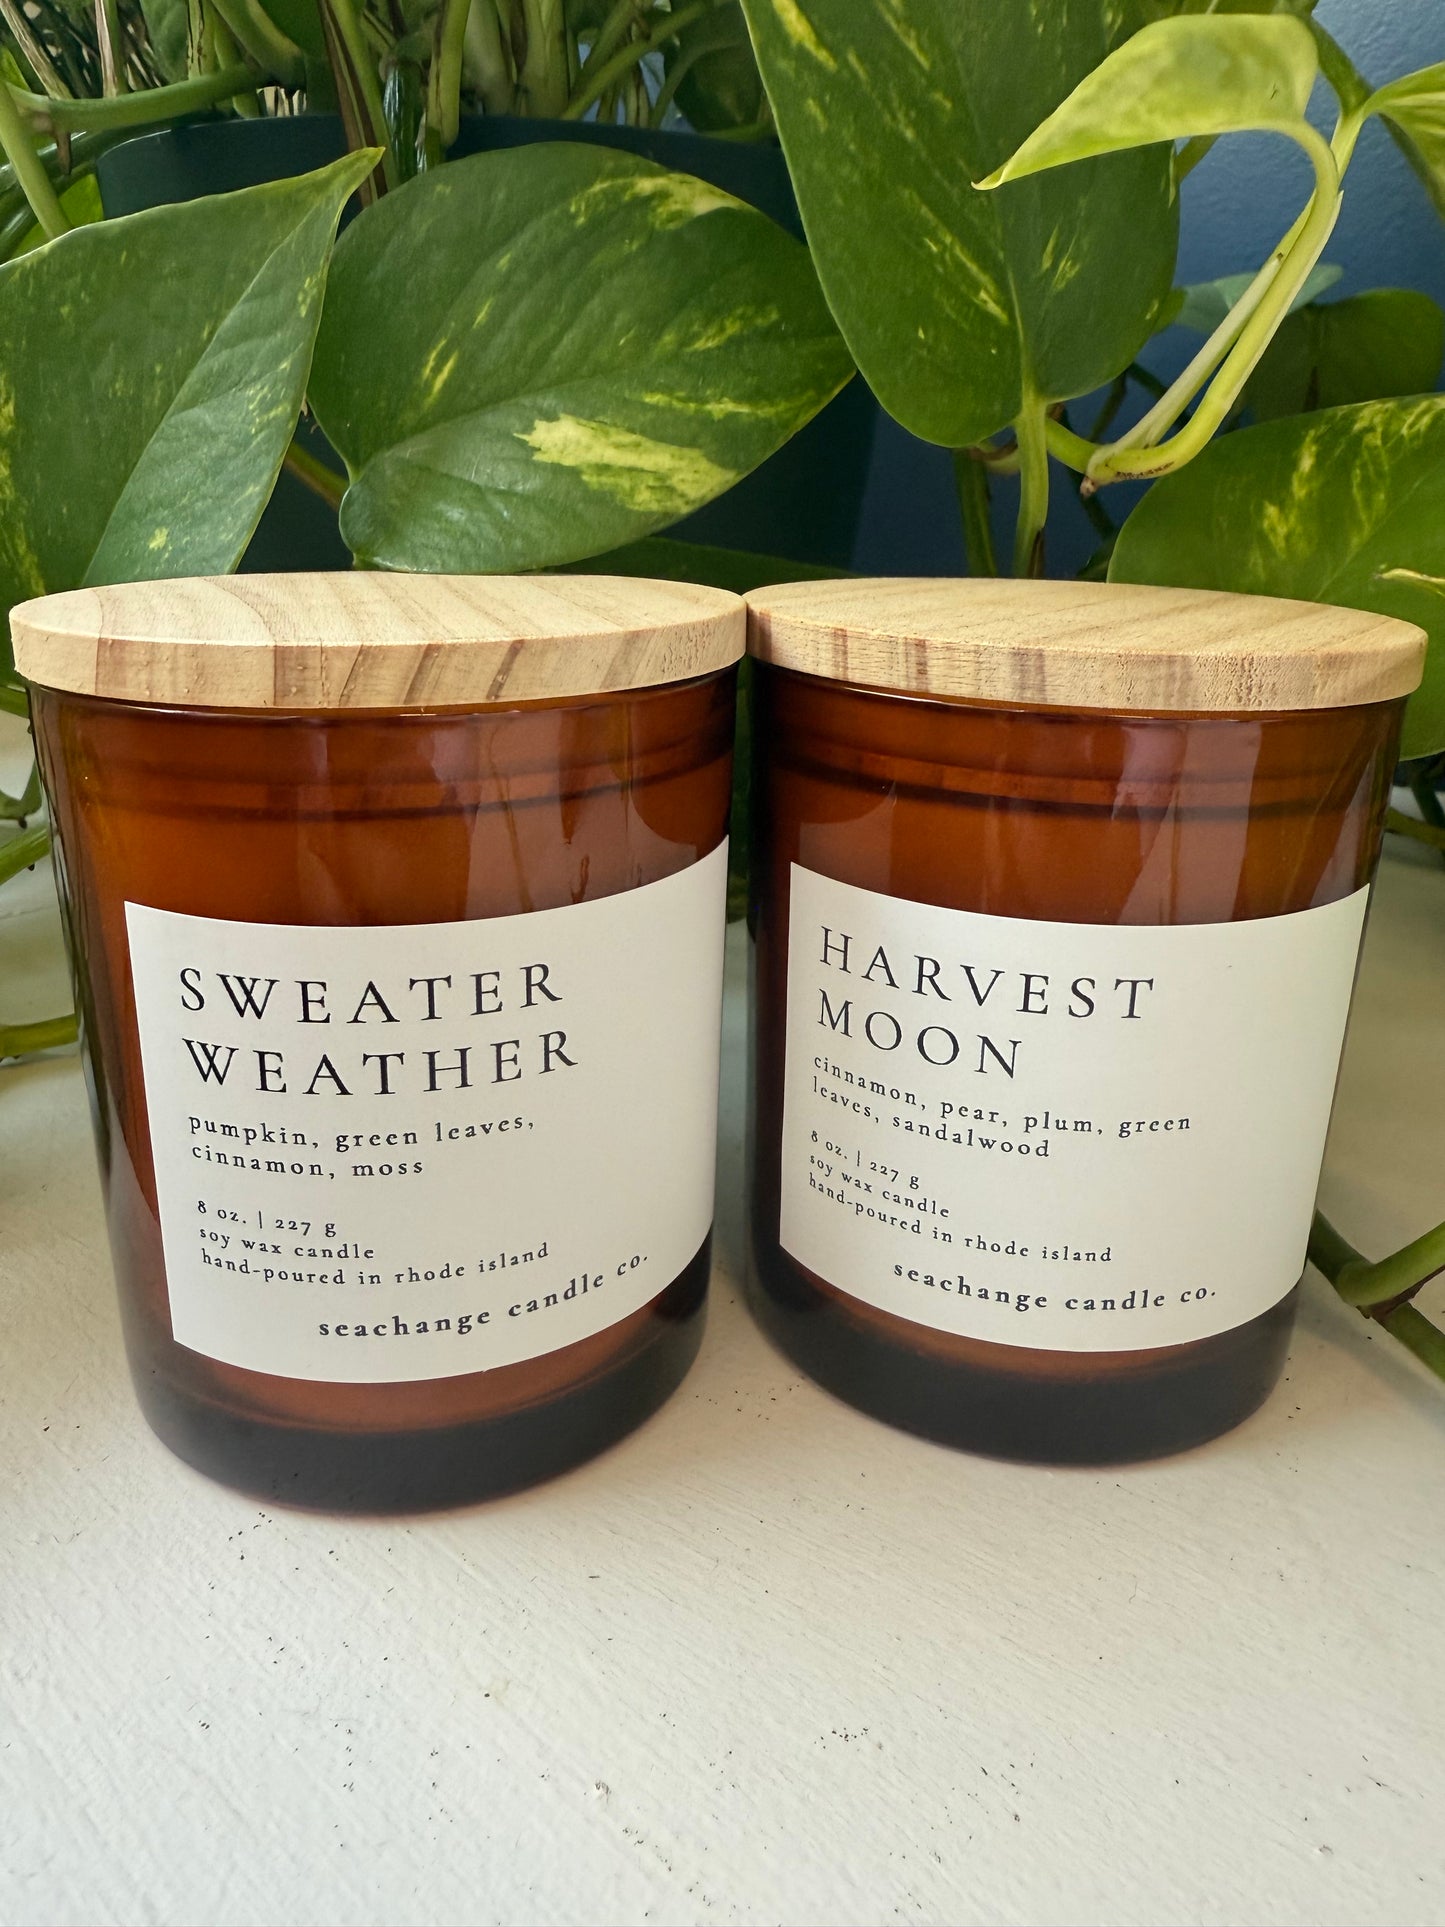 SWEATER
WEATHER
pumpkin, green leaves,
cinnamon, moss
8 oz. | 227 g
soy wax candle
hand-poured in rhode island
seachange candle co.
HARVEST
MOON
cinnamon, pear, plum, green
leaves, sandalwood
8 oz. | 227 g
soy wax candle
hand-poured in rhode island
seachange candle co.